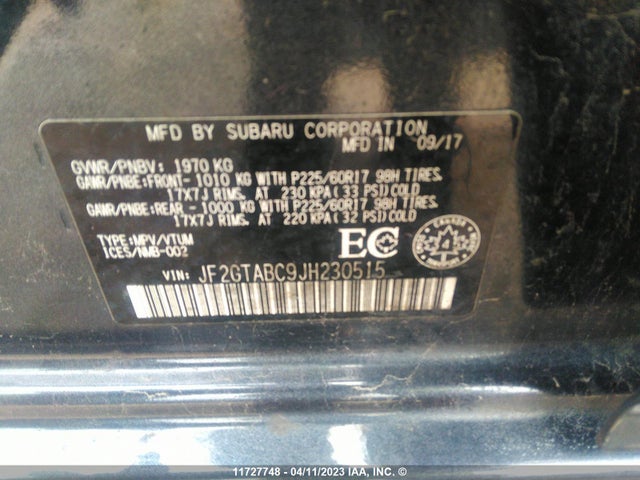 MFD BY SUBARU CORPORATION
MFD IN 09/17
GVWR/PNBV: 1970 KG
GAWR/PNBE:FRONT- 1010 KG WITH P225/60R17 98H TIRES,
17X7J RIMS, AT 230 KPA(33 PSI)COLD
GAWR/PNBE:REAR - 1000 KG WITH P225/60R17 98H TIRES,
17X7J RIMS, AT 220 KPA(32 PSI)COLD
TYPE:MPV/VTUM
ICES/NMB-002
EC
CANADA
4
VIN: JF2GTABC9JH230515
11727748 - 04/11/2023 IAA, INC. ©